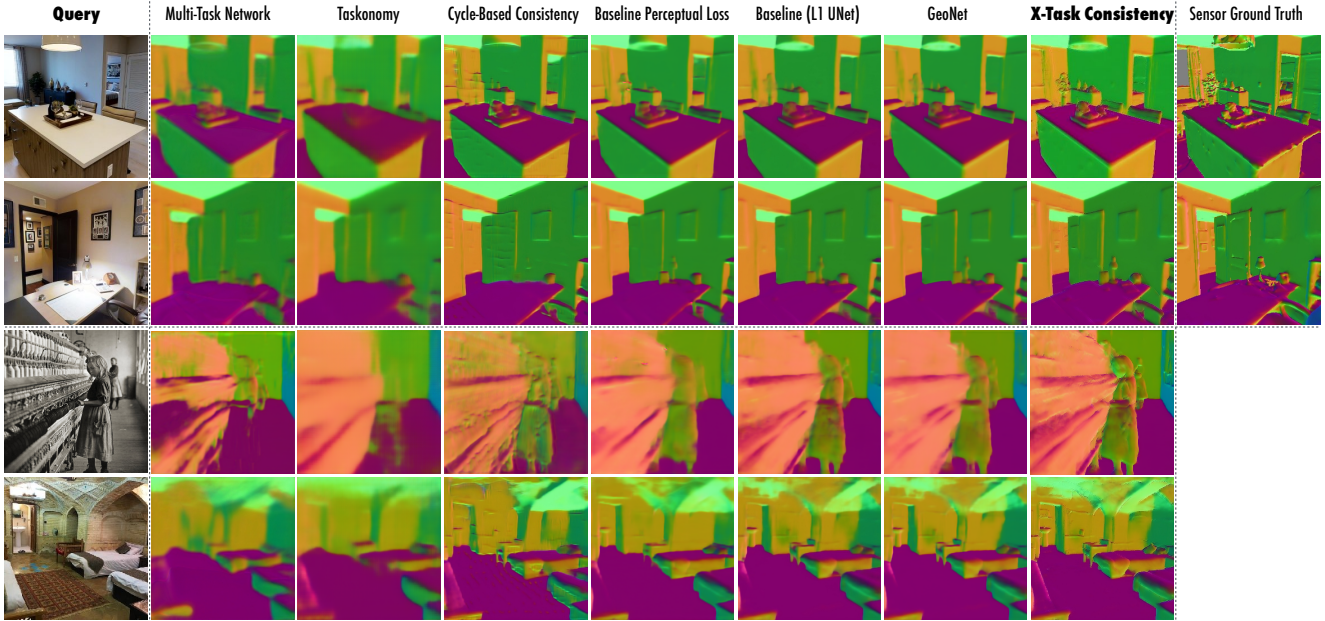 Query Multi-Task Network Taskonomy Cycle-Based Consistency Baseline Perceptual Loss Baseline (L1 UNet) GeoNet X-Task Consistency Sensor Ground Truth